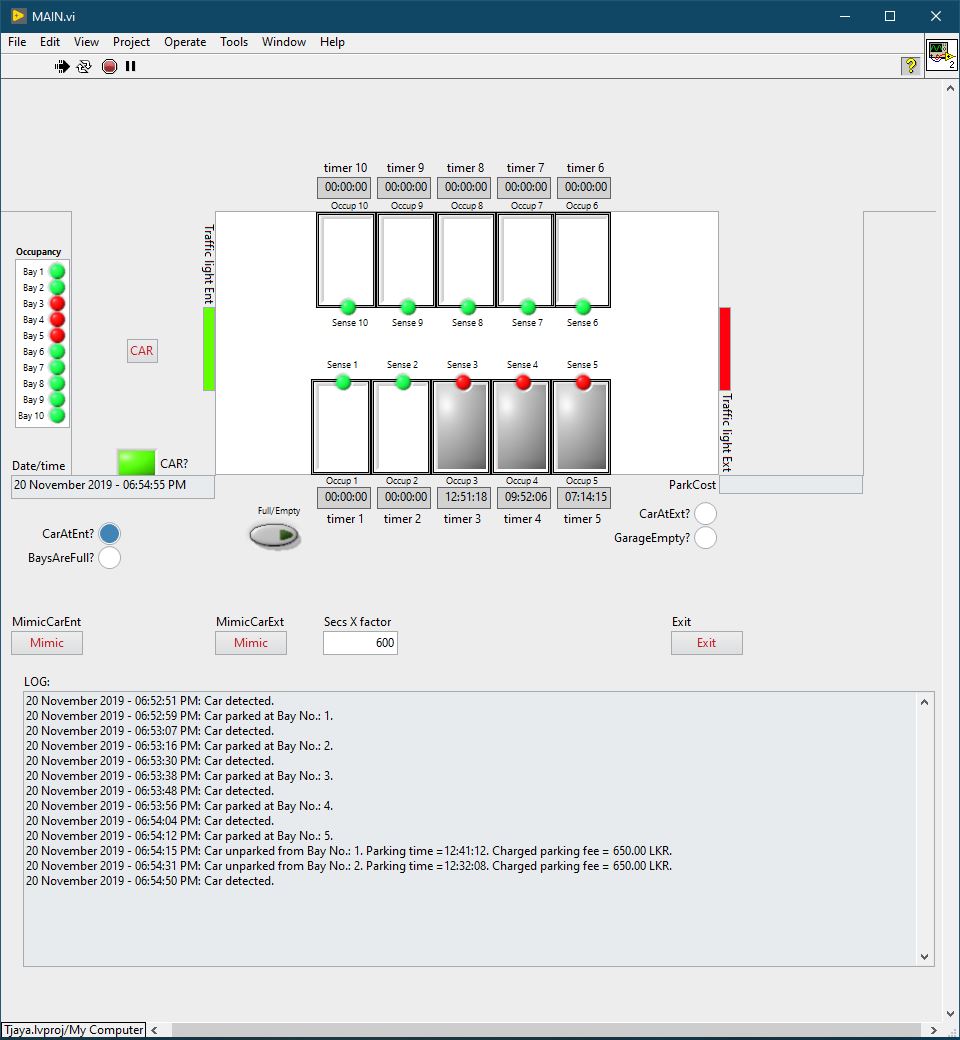 MAIN.vi
File Edit View Project Operate Tools Window Help
2
timer 10 timer 9 timer 8 timer 7 timer 6
00:00:00 00:00:00 00:00:00 00:00:00 00:00:00
Occup 10 Occup 9 Occup 8 Occup 7 Occup 6
Traffic light Ent
Occupancy
Bay 1
Bay 2
Bay 3
Bay 4
Bay 5
Bay 6
Bay 7
Bay 8
Bay 9
Bay 10
CAR
Sense 10 Sense 9 Sense 8 Sense 7 Sense 6
Sense 1 Sense 2 Sense 3 Sense 4 Sense 5
Traffic light Ext
CAR?
Date/time
20 November 2019 - 06:54:55 PM
Occup 1 Occup 2 Occup 3 Occup 4 Occup 5
00:00:00 00:00:00 12:51:18 09:52:06 07:14:15
timer 1 timer 2 timer 3 timer 4 timer 5
ParkCost
Full/Empty
CarAtEnt?
BaysAreFull?
CarAtExt?
GarageEmpty?
MimicCarEnt MimicCarExt Secs X factor Exit
Mimic Mimic 600 Exit
LOG:
20 November 2019 - 06:52:51 PM: Car detected.
20 November 2019 - 06:52:59 PM: Car parked at Bay No.: 1.
20 November 2019 - 06:53:07 PM: Car detected.
20 November 2019 - 06:53:16 PM: Car parked at Bay No.: 2.
20 November 2019 - 06:53:30 PM: Car detected.
20 November 2019 - 06:53:38 PM: Car parked at Bay No.: 3.
20 November 2019 - 06:53:48 PM: Car detected.
20 November 2019 - 06:53:56 PM: Car parked at Bay No.: 4.
20 November 2019 - 06:54:04 PM: Car detected.
20 November 2019 - 06:54:12 PM: Car parked at Bay No.: 5.
20 November 2019 - 06:54:15 PM: Car unparked from Bay No.: 1. Parking time =12:41:12. Charged parking fee = 650.00 LKR.
20 November 2019 - 06:54:31 PM: Car unparked from Bay No.: 2. Parking time =12:32:08. Charged parking fee = 650.00 LKR.
20 November 2019 - 06:54:50 PM: Car detected.
Tjaya.lvproj/My Computer